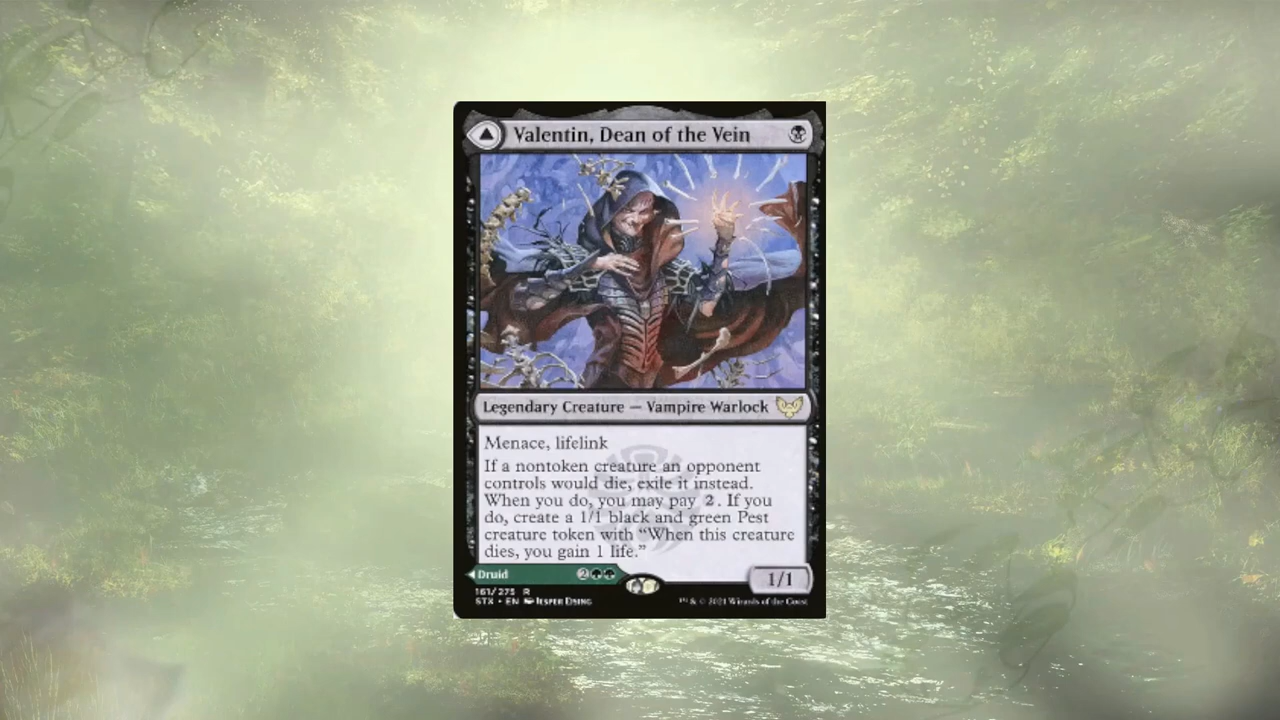 Valentin, Dean of the Vein
Legendary Creature — Vampire Warlock
Menace, lifelink
If a nontoken creature an opponent
controls would die, exile it instead.
When you do, you may pay 2. If you
do, create a 1/1 black and green Pest
creature token with “When this creature
dies, you gain 1 life.”
Druid 2
1/1
161/275 R
STX • EN Jesper Ejsing
™ & © 2021 Wizards of the Coast